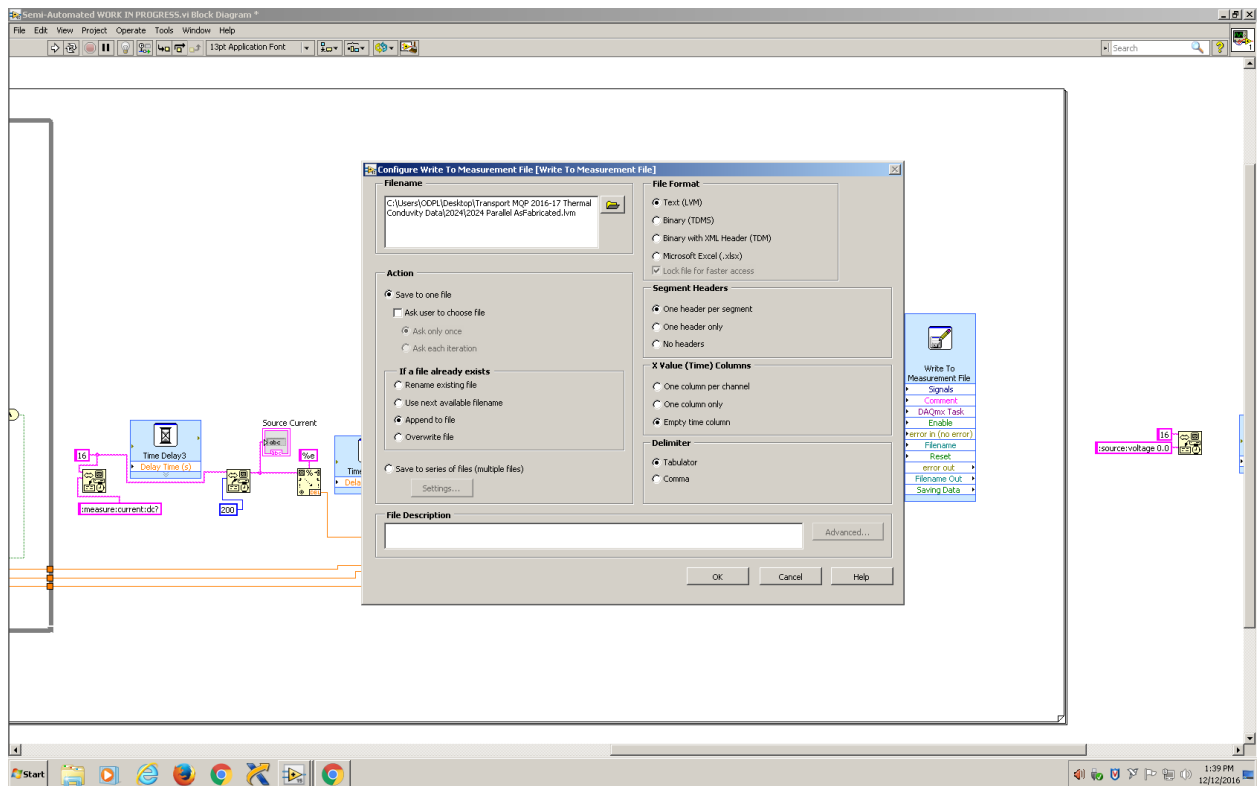 Semi-Automated WORK IN PROGRESS.vi Block Diagram *
File Edit View Project Operate Tools Window Help
13pt Application Font
Search
Configure Write To Measurement File [Write To Measurement File]
Filename
C:\Users\ODPL\Desktop\Transport MQP 2016-17 Thermal
Conduvity Data\2024\2024 Parallel AsFabricated.lvm
Action
Save to one file
Ask user to choose file
Ask only once
Ask each iteration
If a file already exists
Rename existing file
Use next available filename
Append to file
Overwrite file
Save to series of files (multiple files)
Settings...
File Format
Text (LVM)
Binary (TDMS)
Binary with XML Header (TDM)
Microsoft Excel (.xlsx)
Lock file for faster access
Segment Headers
One header per segment
One header only
No headers
X Value (Time) Columns
One column per channel
One column only
Empty time column
Delimiter
Tabulator
Comma
File Description
Advanced...
OK Cancel Help
16
Time Delay3
Delay Time (s)
:measure:current:dc?
200
Source Current
abc
%e
Time
Dela
Write To
Measurement File
Signals
Comment
DAQmx Task
Enable
error in (no error)
Filename
Reset
error out
Filename Out
Saving Data
16
:source:voltage 0.0
Start
1:39 PM
12/12/2016